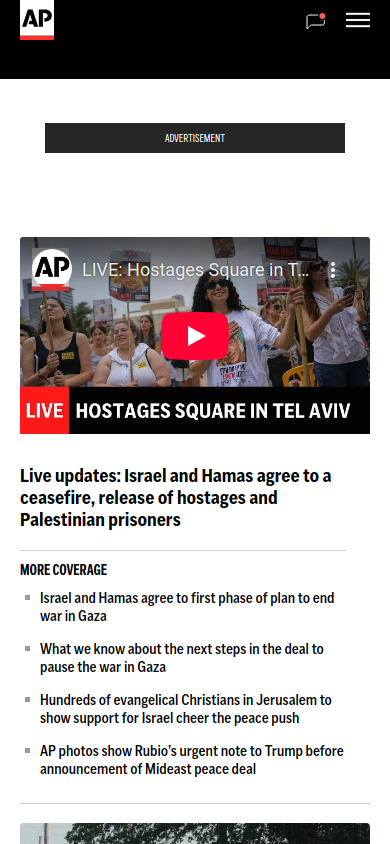 AP
ADVERTISEMENT
AP LIVE: Hostages Square in T...
LIVE HOSTAGES SQUARE IN TEL AVIV
Live updates: Israel and Hamas agree to a
ceasefire, release of hostages and
Palestinian prisoners
MORE COVERAGE
Israel and Hamas agree to first phase of plan to end
war in Gaza
What we know about the next steps in the deal to
pause the war in Gaza
Hundreds of evangelical Christians in Jerusalem to
show support for Israel cheer the peace push
AP photos show Rubio's urgent note to Trump before
announcement of Mideast peace deal